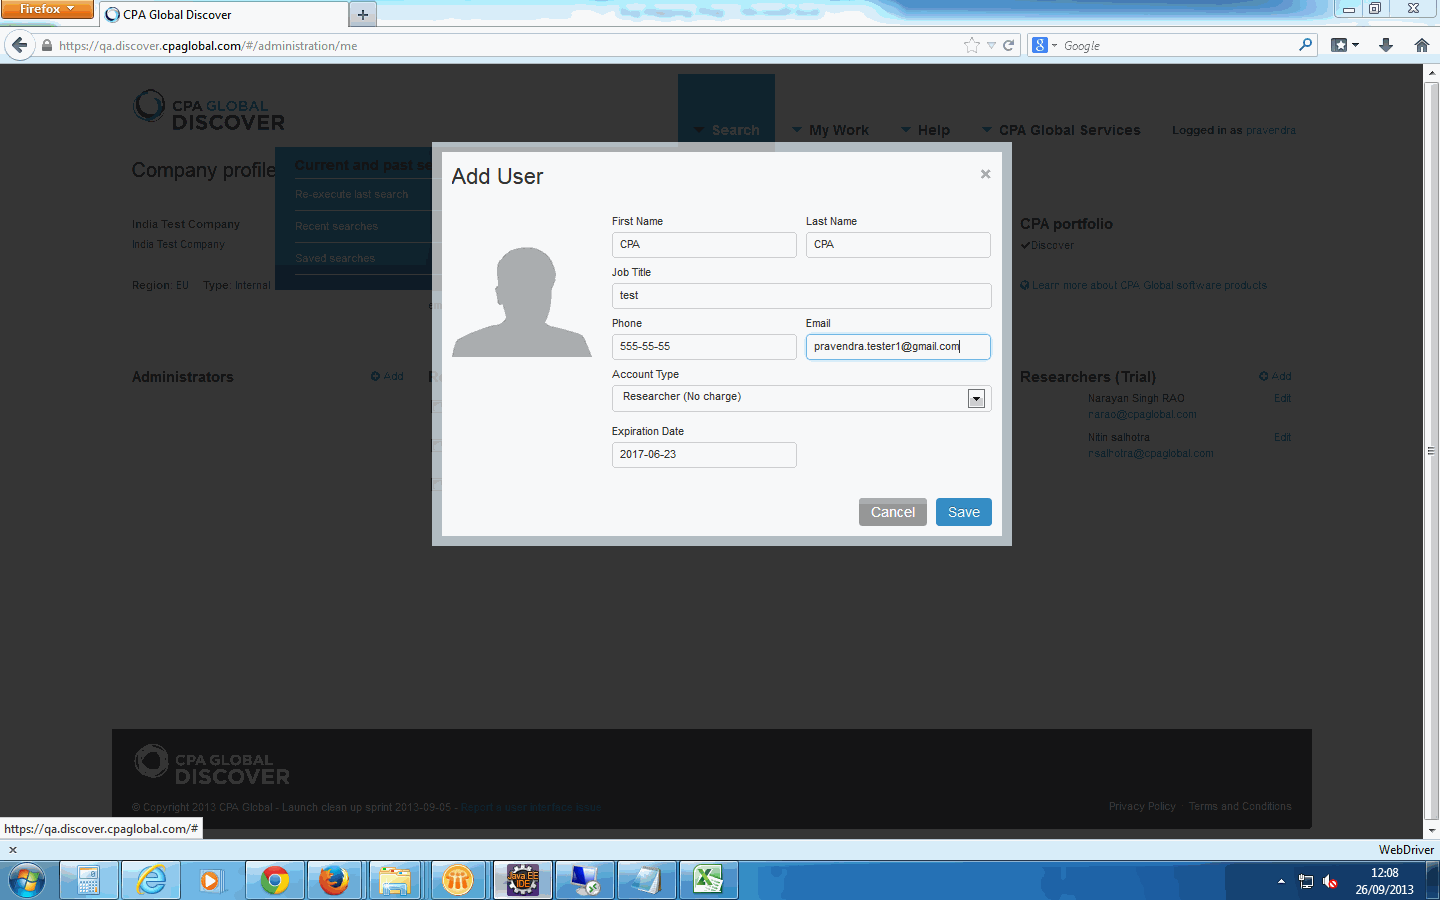 Firefox
CPA Global Discover
https://qa.discover.cpaglobal.com/#/administration/me
Google
CPA GLOBAL
DISCOVER
Search
My Work
Help
CPA Global Services
Logged in as pravendra
Company profile
Current and past se
Re-execute last search
Recent searches
Saved searches
India Test Company
India Test Company
Region: EU Type: Internal
CPA portfolio
Discover
Learn more about CPA Global software products
Add User
×
First Name
Last Name
CPA
CPA
Job Title
test
Phone
Email
555-55-55
pravendra.tester1@gmail.com
Account Type
Researcher (No charge)
Expiration Date
2017-06-23
Cancel
Save
Administrators
Add
Researchers (Trial)
Add
Narayan Singh RAO
Edit
narao@cpaglobal.com
Nitin salhotra
Edit
nsalhotra@cpaglobal.com
CPA GLOBAL
DISCOVER
© Copyright 2013 CPA Global - Launch clean up sprint 2013-09-05 - Report a user interface issue
Privacy Policy
Terms and Conditions
https://qa.discover.cpaglobal.com/#
×
WebDriver
Java EE
IDE
12:08
26/09/2013